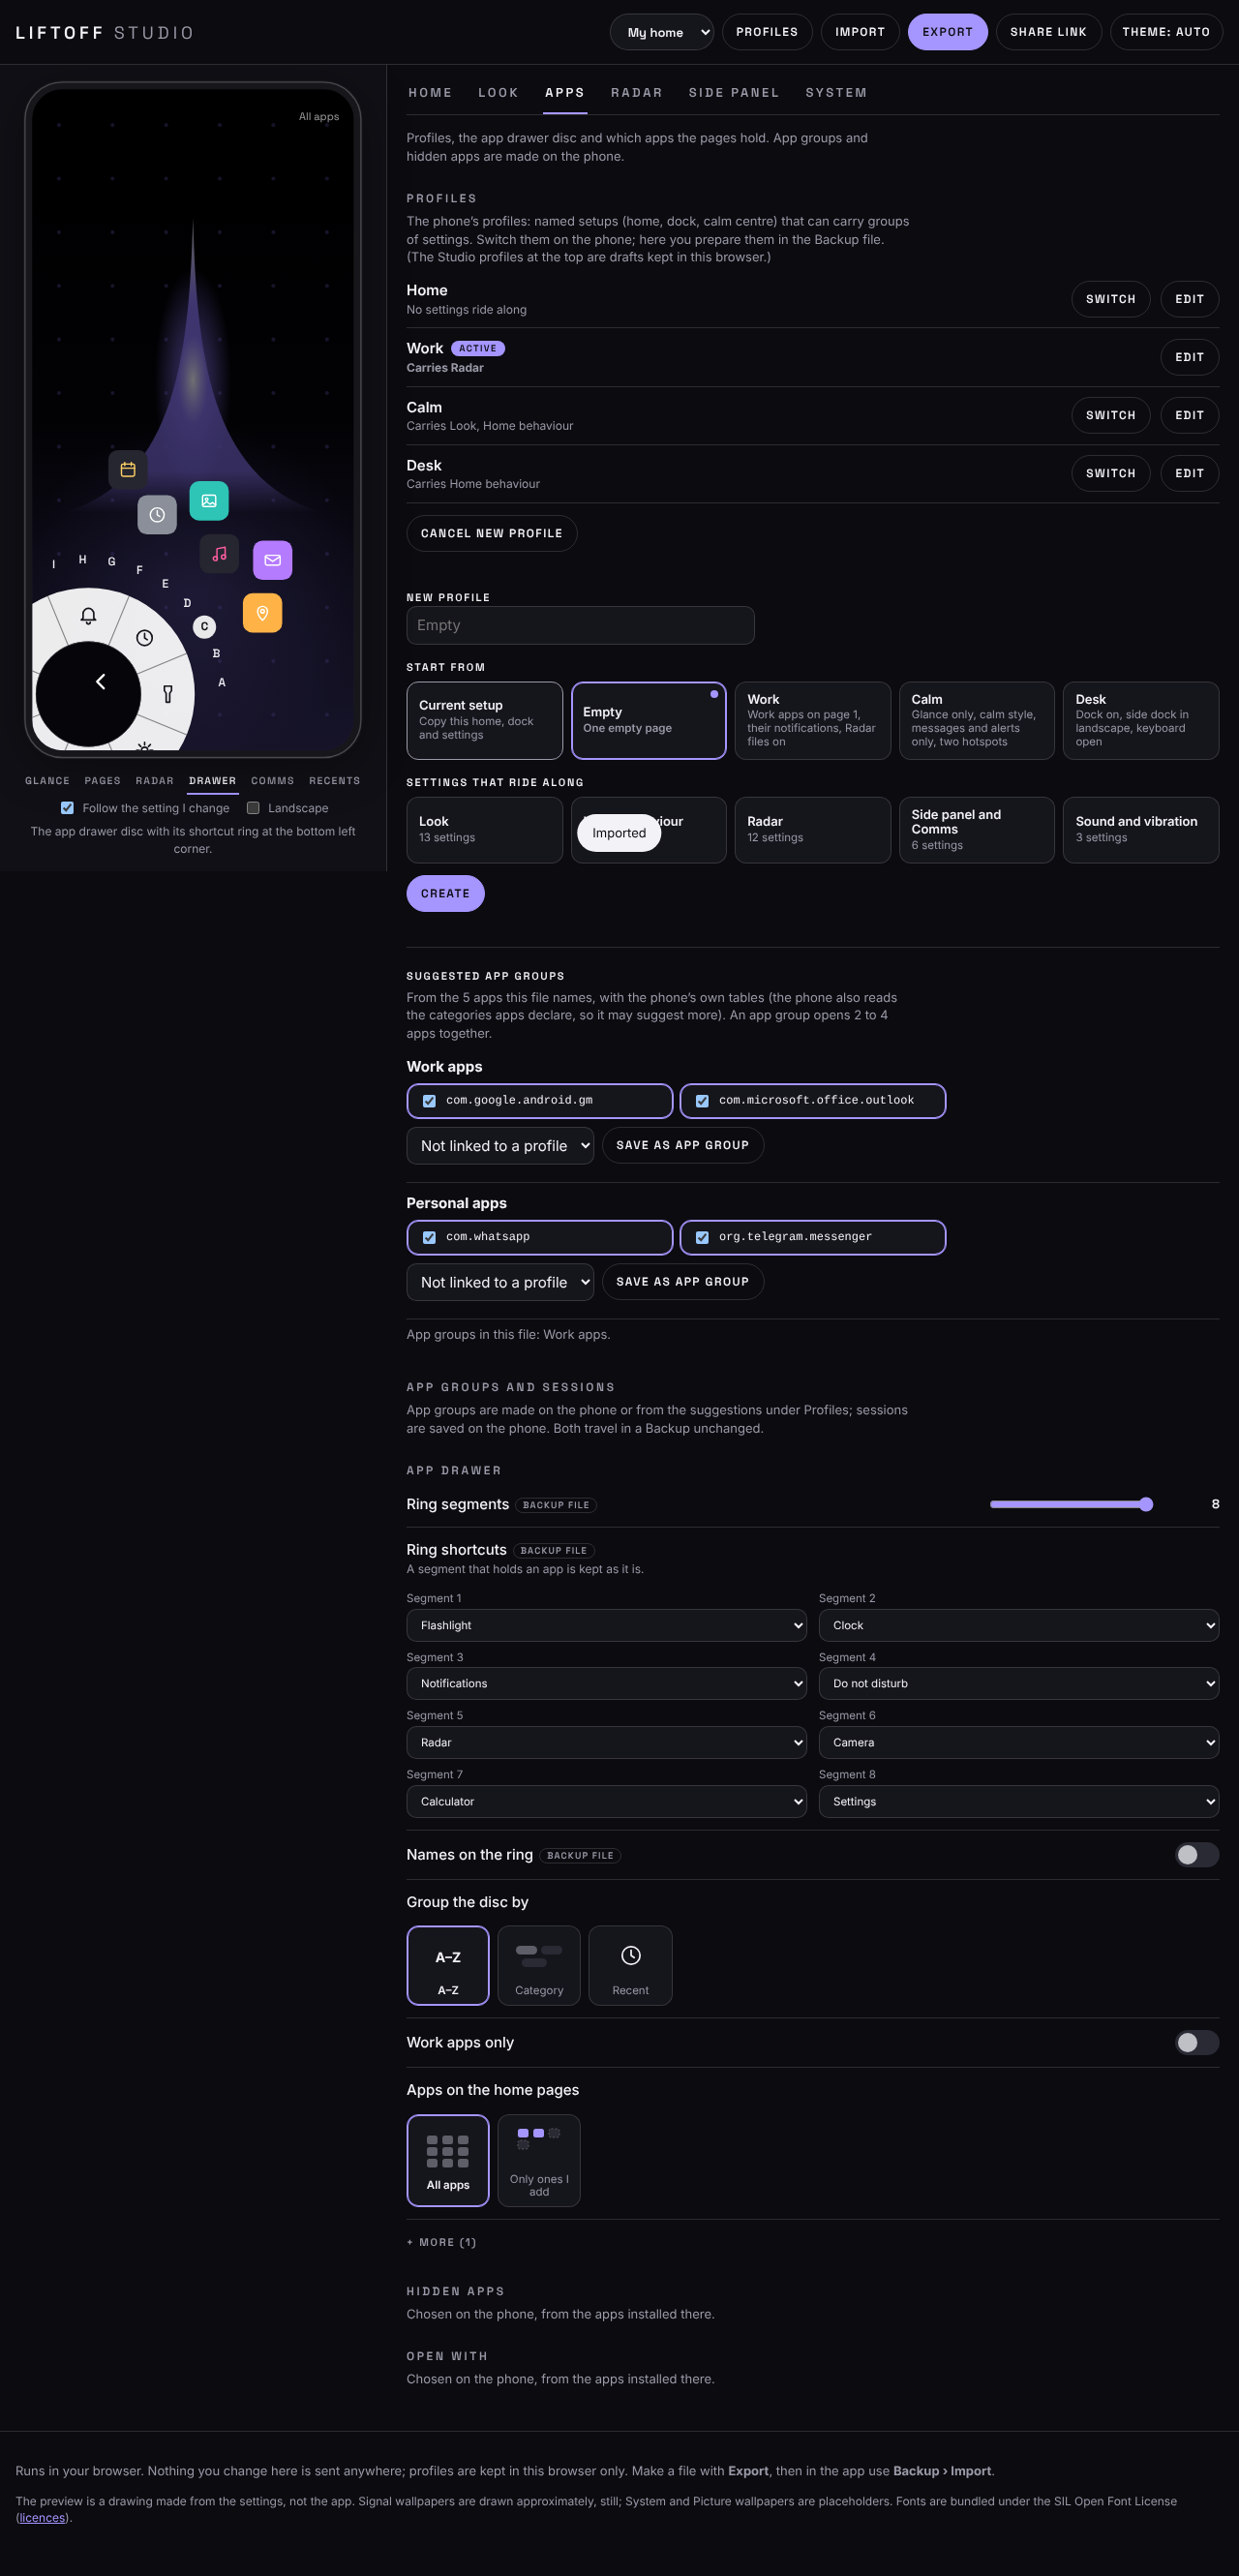 LIFTOFF STUDIO
My home
PROFILES
IMPORT
EXPORT
SHARE LINK
THEME: AUTO
All apps
I
H
G
F
E
D
C
B
A
GLANCE
PAGES
RADAR
DRAWER
COMMS
RECENTS
Follow the setting I change
Landscape
The app drawer disc with its shortcut ring at the bottom left
corner.
HOME
LOOK
APPS
RADAR
SIDE PANEL
SYSTEM
Profiles, the app drawer disc and which apps the pages hold. App groups and
hidden apps are made on the phone.
PROFILES
The phone’s profiles: named setups (home, dock, calm centre) that can carry groups
of settings. Switch them on the phone; here you prepare them in the Backup file.
(The Studio profiles at the top are drafts kept in this browser.)
Home
No settings ride along
SWITCH
EDIT
Work
ACTIVE
Carries Radar
EDIT
Calm
Carries Look, Home behaviour
SWITCH
EDIT
Desk
Carries Home behaviour
SWITCH
EDIT
CANCEL NEW PROFILE
NEW PROFILE
Empty
START FROM
Current setup
Copy this home, dock
and settings
Empty
One empty page
Work
Work apps on page 1,
their notifications, Radar
files on
Calm
Glance only, calm style,
messages and alerts
only, two hotspots
Desk
Dock on, side dock in
landscape, keyboard
open
SETTINGS THAT RIDE ALONG
Look
13 settings
Imported
Radar
12 settings
Side panel and
Comms
6 settings
Sound and vibration
3 settings
CREATE
SUGGESTED APP GROUPS
From the 5 apps this file names, with the phone’s own tables (the phone also reads
the categories apps declare, so it may suggest more). An app group opens 2 to 4
apps together.
Work apps
com.google.android.gm
com.microsoft.office.outlook
Not linked to a profile
SAVE AS APP GROUP
Personal apps
com.whatsapp
org.telegram.messenger
Not linked to a profile
SAVE AS APP GROUP
App groups in this file: Work apps.
APP GROUPS AND SESSIONS
App groups are made on the phone or from the suggestions under Profiles; sessions
are saved on the phone. Both travel in a Backup unchanged.
APP DRAWER
Ring segments
BACKUP FILE
8
Ring shortcuts
BACKUP FILE
A segment that holds an app is kept as it is.
Segment 1
Segment 2
Flashlight
Clock
Segment 3
Segment 4
Notifications
Do not disturb
Segment 5
Segment 6
Radar
Camera
Segment 7
Segment 8
Calculator
Settings
Names on the ring
BACKUP FILE
Group the disc by
A–Z
A–Z
Category
Recent
Work apps only
Apps on the home pages
All apps
Only ones I
add
+ MORE (1)
HIDDEN APPS
Chosen on the phone, from the apps installed there.
OPEN WITH
Chosen on the phone, from the apps installed there.
Runs in your browser. Nothing you change here is sent anywhere; profiles are kept in this browser only. Make a file with Export, then in the app use Backup › Import.
The preview is a drawing made from the settings, not the app. Signal wallpapers are drawn approximately, still; System and Picture wallpapers are placeholders. Fonts are bundled under the SIL Open Font License
(licences).